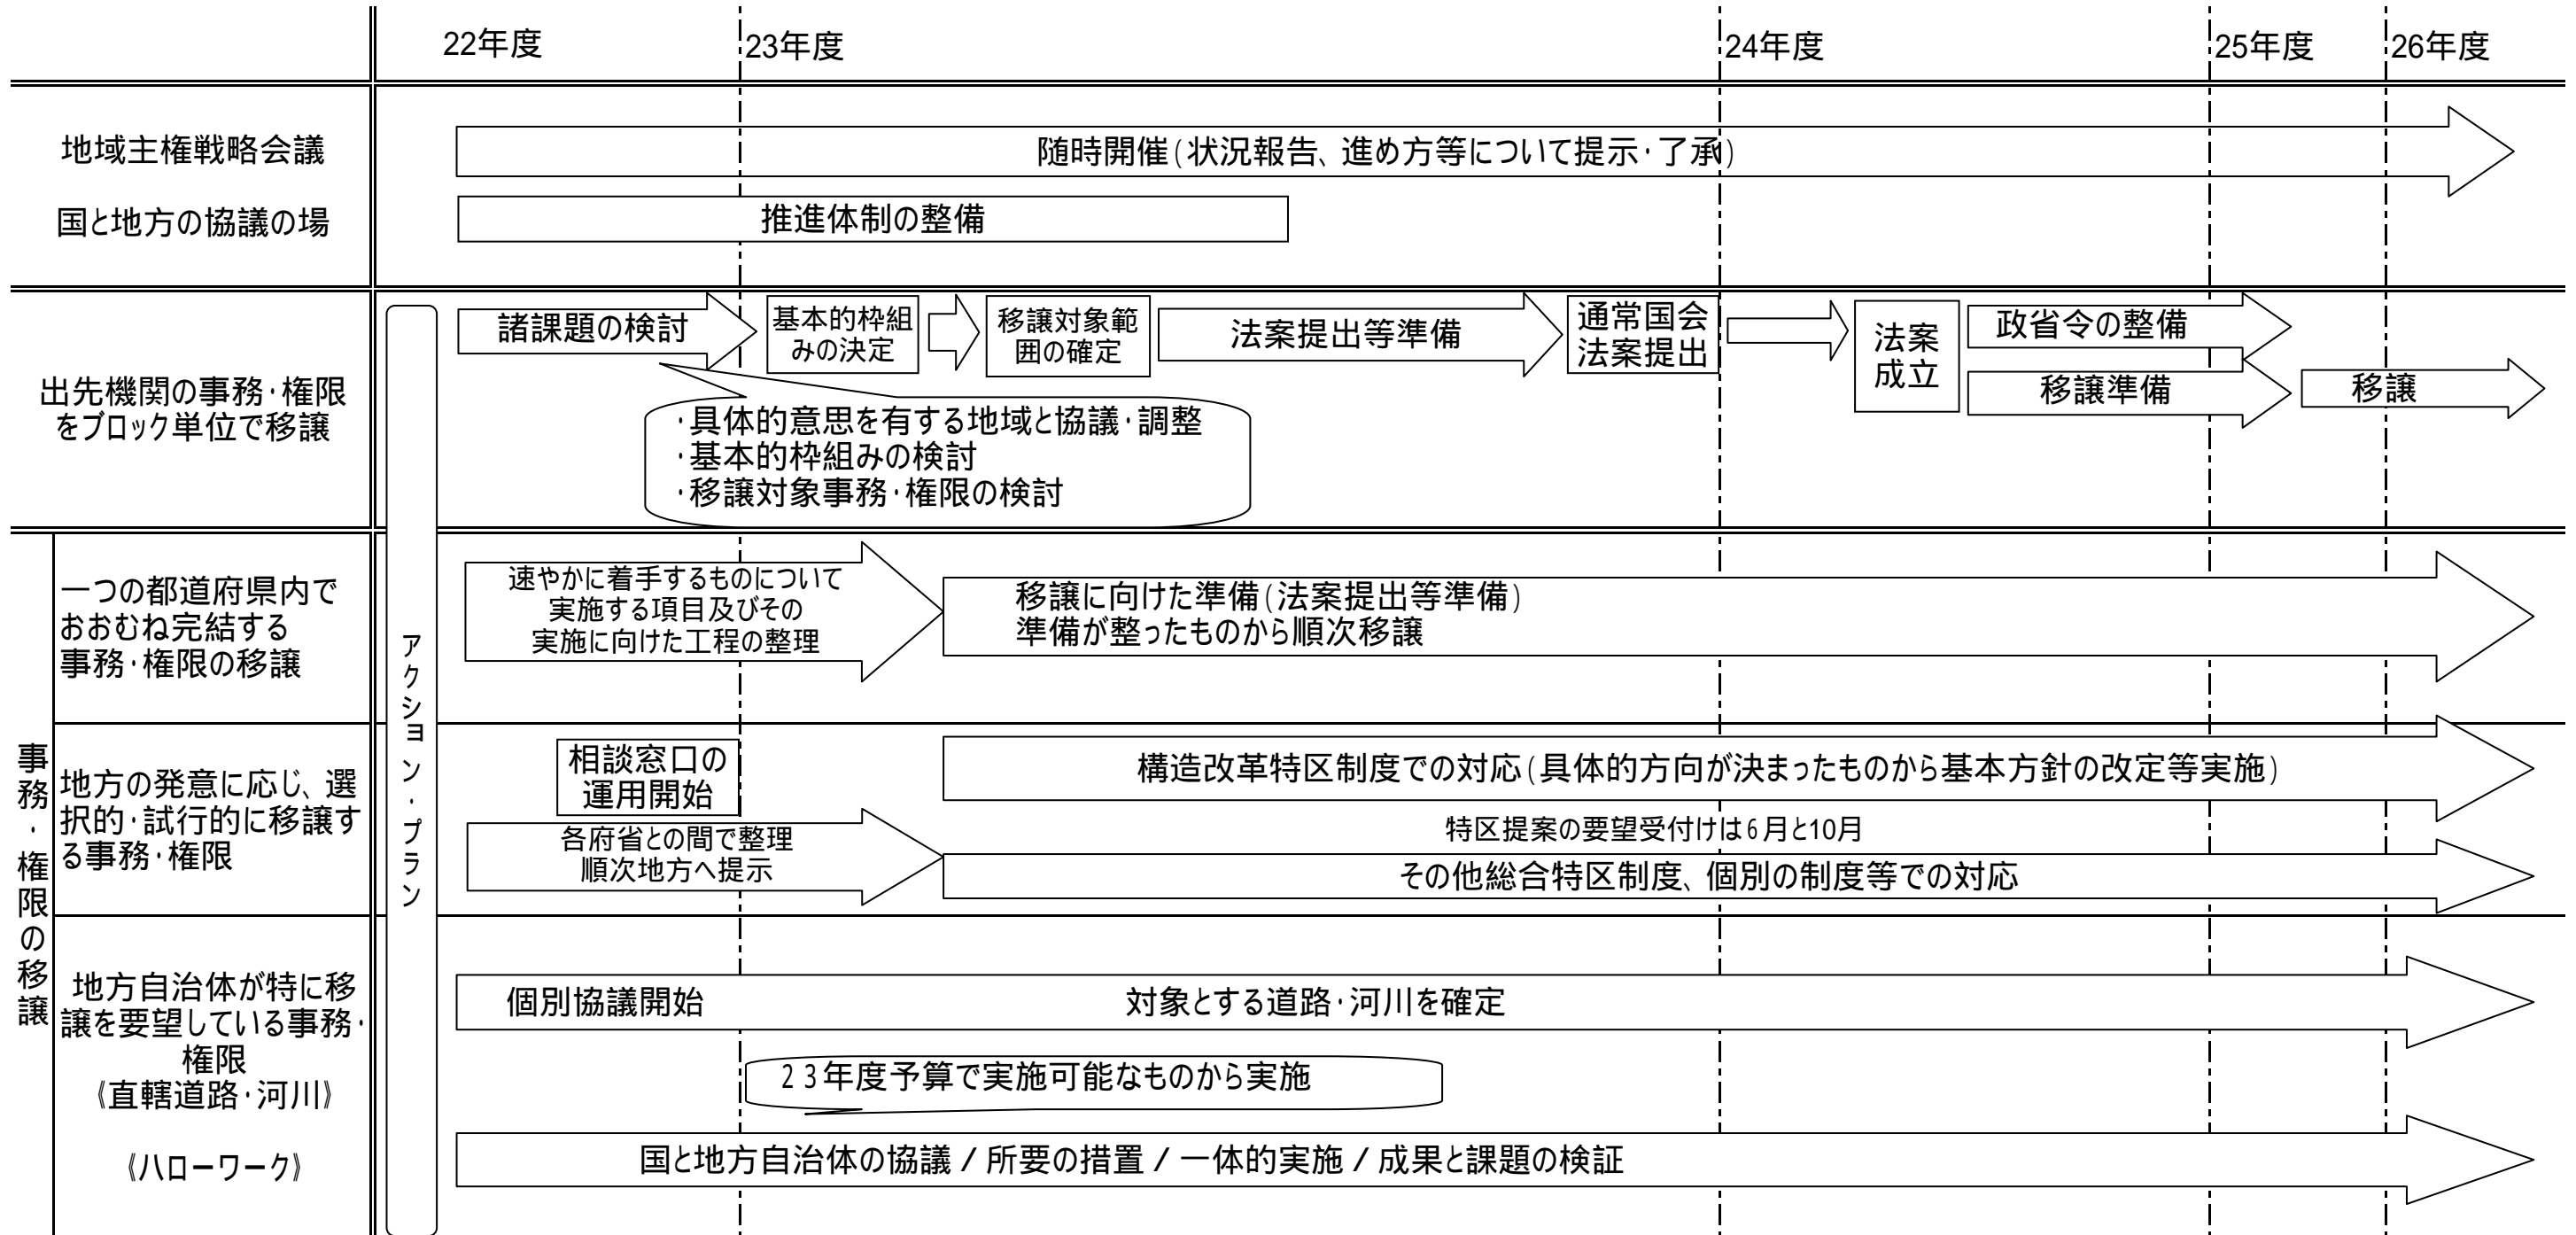 22年度
23年度
24年度
25年度
26年度
地域主権戦略会議
国と地方の協議の場
随時開催(状況報告、進め方等について提示・了承)
推進体制の整備
出先機関の事務・権限
をブロック単位で移譲
諸課題の検討
基本的枠組
みの決定
移譲対象範
囲の確定
法案提出等準備
通常国会
法案提出
法案
成立
政省令の整備
移譲準備
移譲
・具体的意思を有する地域と協議・調整
・基本的枠組みの検討
・移譲対象事務・権限の検討
アクション・プラン
事務・権限の移譲
一つの都道府県内で
おおむね完結する
事務・権限の移譲
速やかに着手するものについて
実施する項目及びその
実施に向けた工程の整理
移譲に向けた準備(法案提出等準備)
準備が整ったものから順次移譲
地方の発意に応じ、選
択的・試行的に移譲す
る事務・権限
相談窓口の
運用開始
各府省との間で整理
順次地方へ提示
構造改革特区制度での対応(具体的方向が決まったものから基本方針の改定等実施)
特区提案の要望受付けは6月と10月
その他総合特区制度、個別の制度等での対応
地方自治体が特に移
譲を要望している事務・
権限
《直轄道路・河川》
《ハローワーク》
個別協議開始
対象とする道路・河川を確定
23年度予算で実施可能なものから実施
国と地方自治体の協議/所要の措置/一体的実施/成果と課題の検証